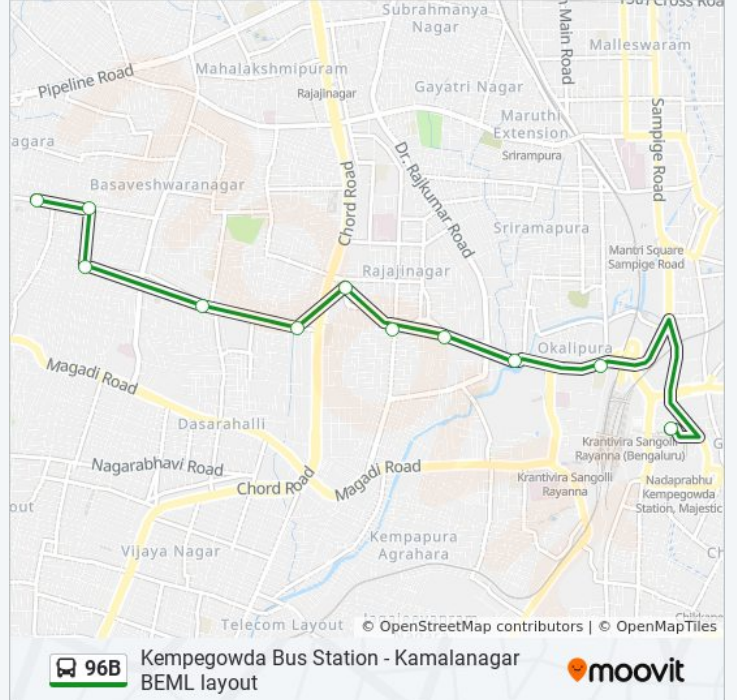 Subrahmanya
Nagar
n Main Road
Malleswaram
Pipeline Road
Mahalakshmipuram
Rajajinagar
Gayatri Nagar
Maruthi
Extension
Srirampura
Sampige Road
agara
Basaveshwaranagar
Chord Road
Dr. Rajkumar Road
Sriramapura
Mantri Square
Sampige Road
Rajajinagar
Okalipura
Magadi Road
Dasarahalli
Krantivira Sangolli
Rayanna (Bengaluru)
G
Nagarabhavi Road
Chord Road
Magadi Road
Krantivira Sangolli
Rayanna
Nadaprabhu
Kempegowda
Station, Majestic
out
Vijaya Nagar
Kempapura
Agrahara
Ch
Telecom Layout
© OpenStreetMap contributors | © OpenMapTiles
96B
Kempegowda Bus Station - Kamalanagar
BEML layout
moovit